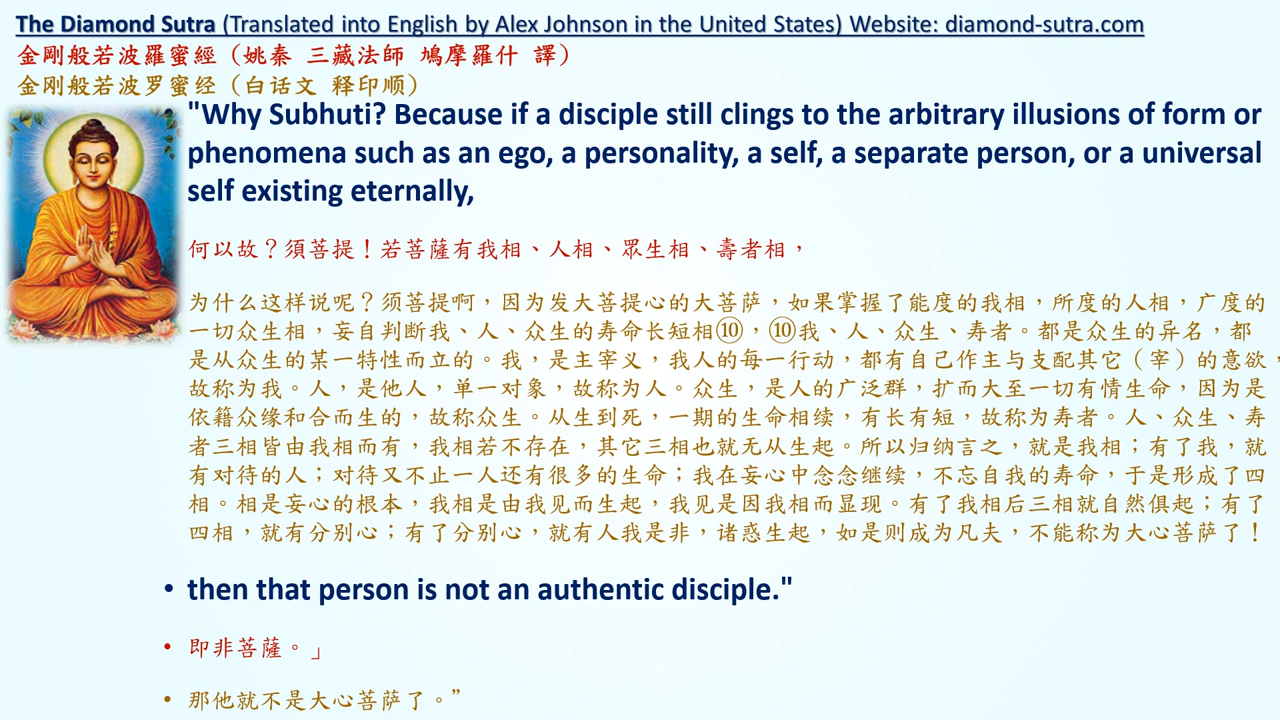 The Diamond Sutra (Translated into English by Alex Johnson in the United States) Website: diamond-sutra.com
金剛般若波羅蜜經（姚秦 三藏法師 鳩摩羅什 譯）
金刚般若波罗蜜经（白话文 释印顺）
• "Why Subhuti? Because if a disciple still clings to the arbitrary illusions of form or
phenomena such as an ego, a personality, a self, a separate person, or a universal
self existing eternally,
何以故？須菩提！若菩薩有我相、人相、眾生相、壽者相，
为什么这样说呢？须菩提啊，因为发大菩提心的大菩萨，如果掌握了能度的我相，所度的人相，广度的
一切众生相，妄自判断我、人、众生的寿命长短相⑩，⑩我、人、众生、寿者。都是众生的异名，都
是从众生的某一特性而立的。我，是主宰义，我人的每一行动，都有自己作主与支配其它（宰）的意欲，
故称为我。人，是他人，单一对象，故称为人。众生，是人的广泛群，扩而大至一切有情生命，因为是
依籍众缘和合而生的，故称众生。从生到死，一期的生命相续，有长有短，故称为寿者。人、众生、寿
者三相皆由我相而有，我相若不存在，其它三相也就无从生起。所以归纳言之，就是我相；有了我，就
有对待的人；对待又不止一人还有很多的生命；我在妄心中念念继续，不忘自我的寿命，于是形成了四
相。相是妄心的根本，我相是由我见而生起，我见是因我相而显现。有了我相后三相就自然俱起；有了
四相，就有分别心；有了分别心，就有人我是非，诸惑生起，如是则成为凡夫，不能称为大心菩萨了！
• then that person is not an authentic disciple."
• 即非菩薩。」
• 那他就不是大心菩萨了。”